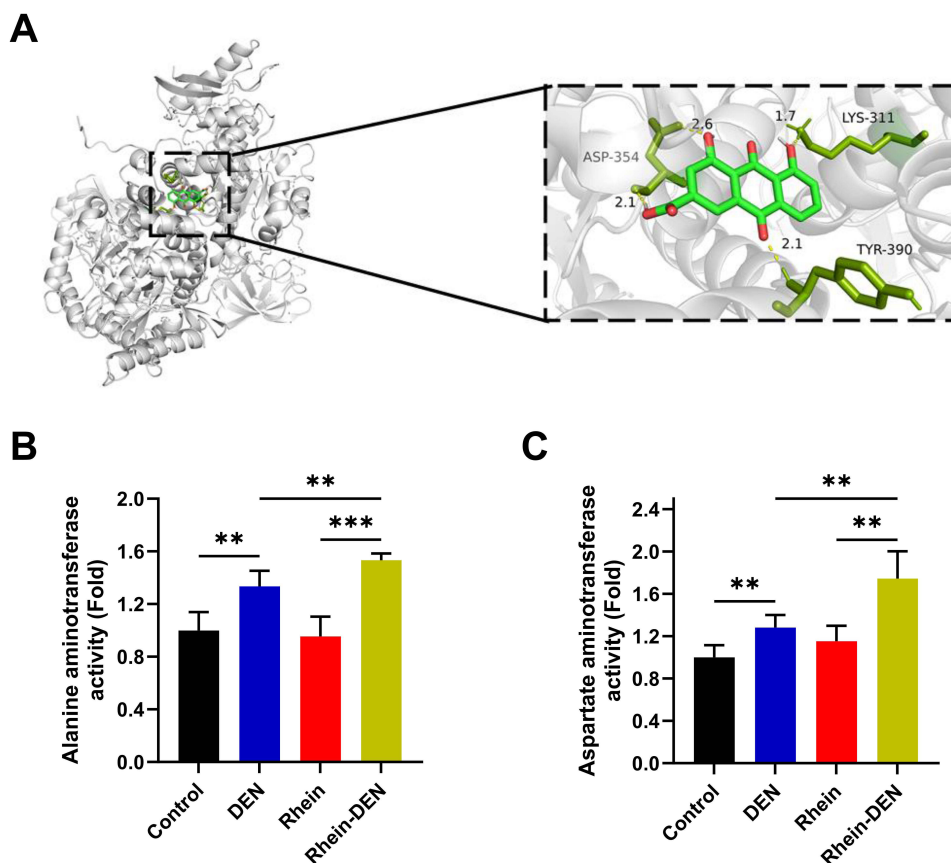 A
2.6
1.7
LYS-311
ASP-354
2.1
2.1
TYR-390
B
Alanine aminotransferase
activity (Fold)
2.0
1.6
1.2
0.8
0.4
0.0
**
**
***
Control
DEN
Rhein
Rhein-DEN
C
Aspartate aminotransferase
activity (Fold)
2.4
2.0
1.6
1.2
0.8
0.4
0.0
**
**
**
Control
DEN
Rhein
Rhein-DEN